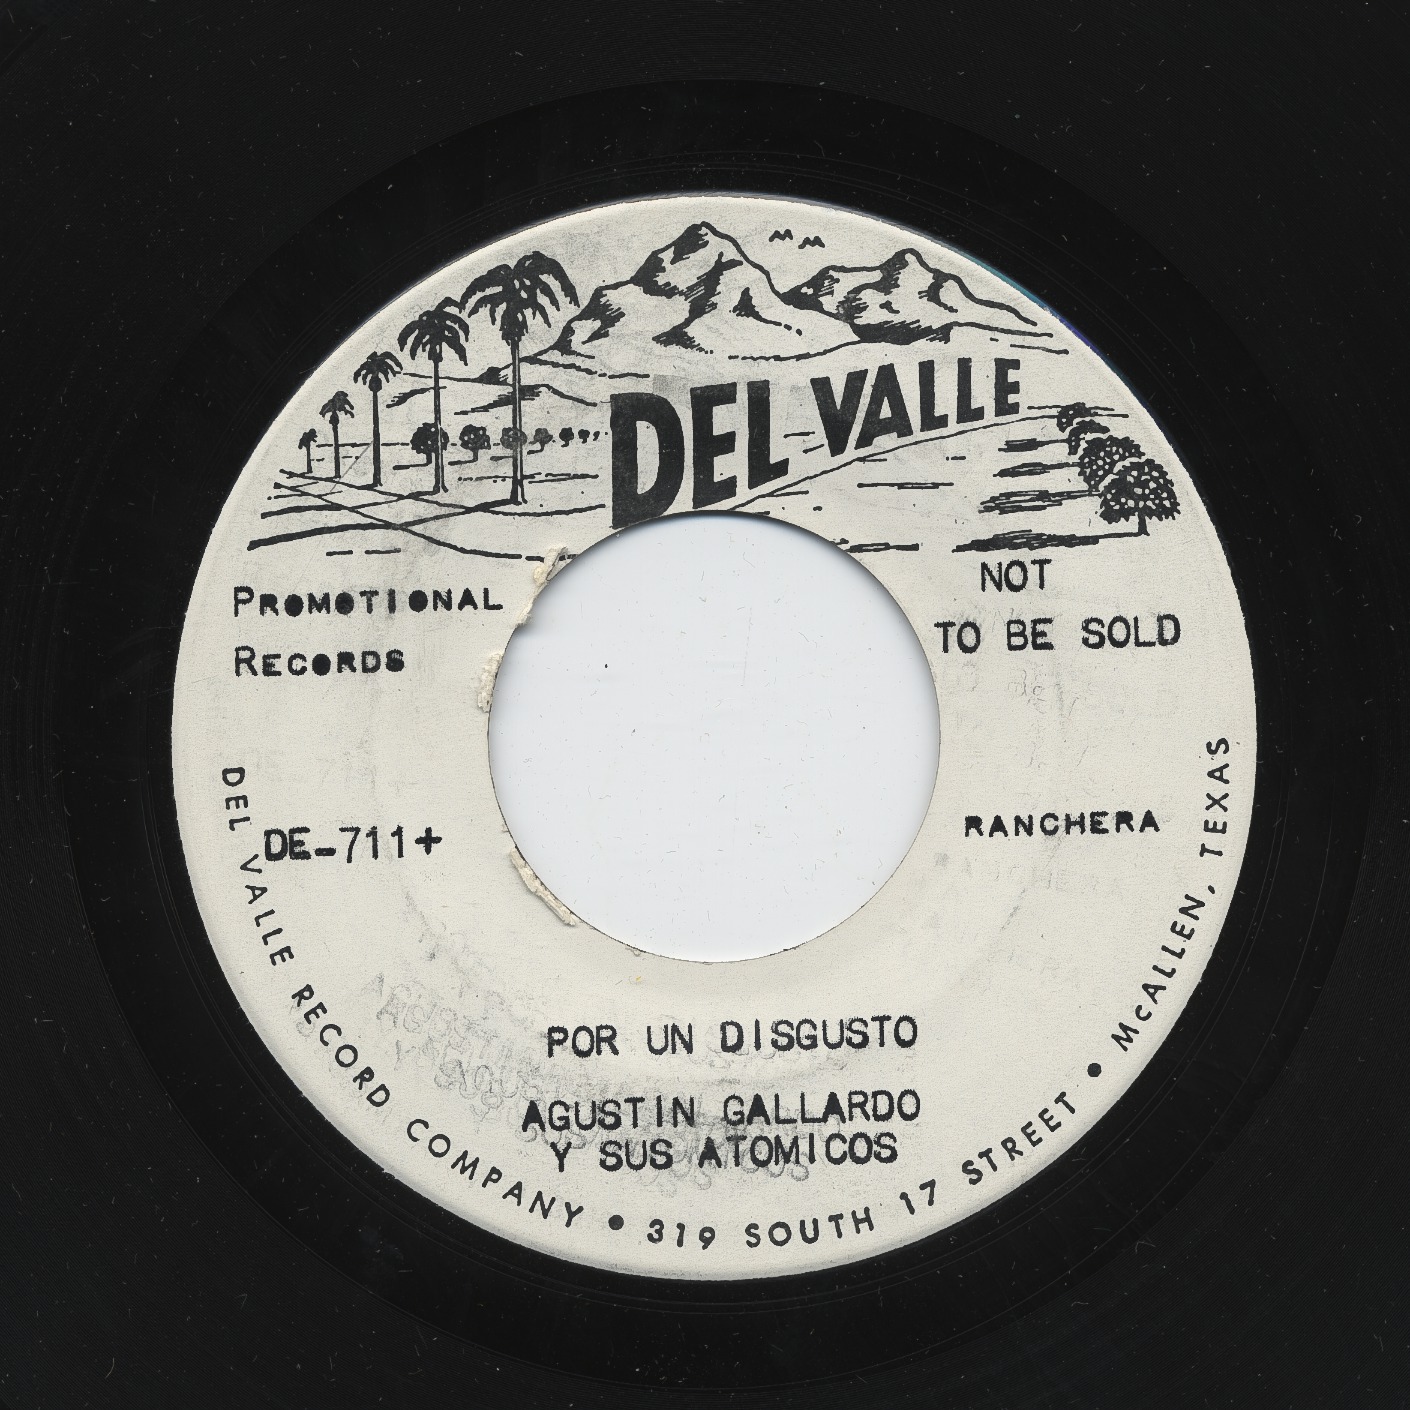 DEL VALLE
PROMOTIONAL
RECORDS
NOT
TO BE SOLD
DE-711+
RANCHERA
POR UN DISGUSTO
AGUSTIN GALLARDO
Y SUS ATOMICOS
DEL VALLE RECORD COMPANY • 319 SOUTH 17 STREET • McALLEN, TEXAS